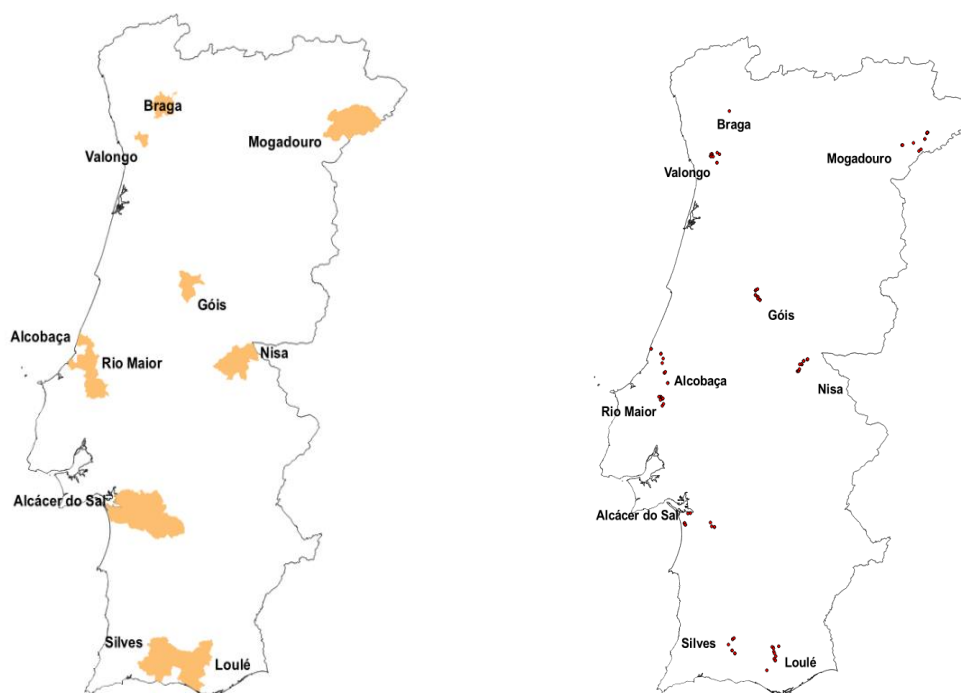 Braga
Mogadouro
Valongo
Góis
Alcobaça
Rio Maior
Nisa
Alcácer do Sal
Silves
Loulé
Braga
Mogadouro
Valongo
Góis
Alcobaça
Nisa
Rio Maior
Alcácer do Sal
Silves
Loulé